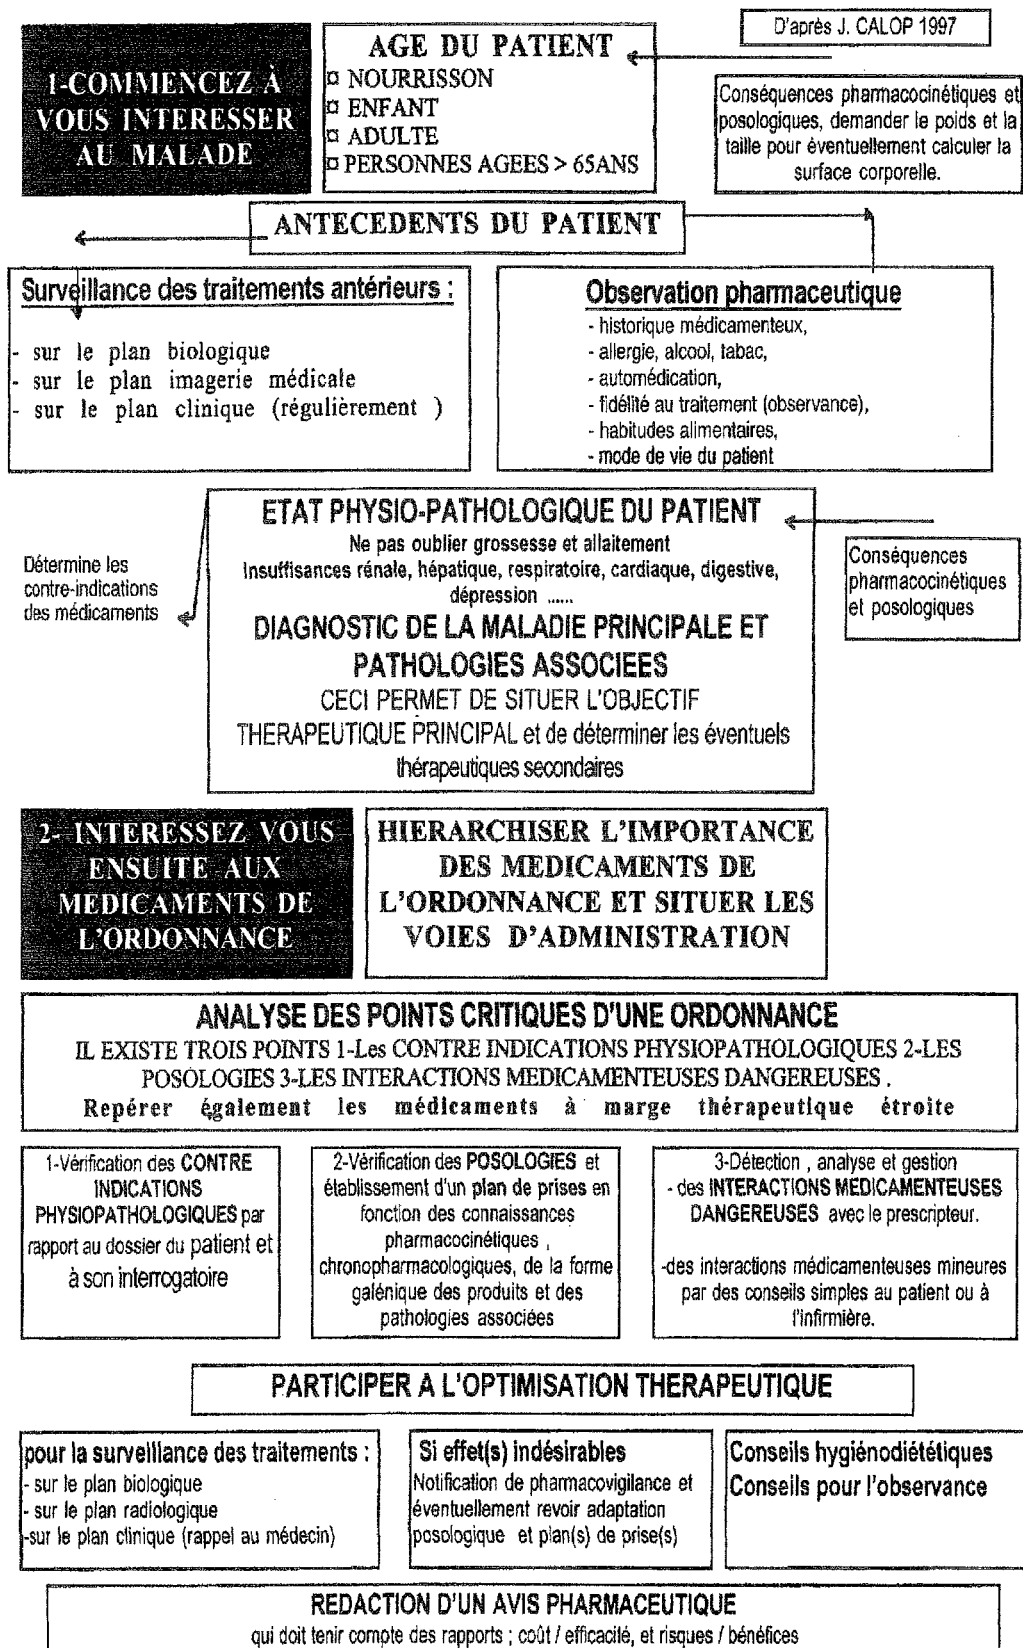 D'après J. CALOP 1997
1-COMMENCEZ À
VOUS INTERESSER
AU MALADE
AGE DU PATIENT
¤ NOURRISSON
¤ ENFANT
¤ ADULTE
¤ PERSONNES AGEES > 65ANS
Conséquences pharmacocinétiques et
posologiques, demander le poids et la
taille pour éventuellement calculer la
surface corporelle.
ANTECEDENTS DU PATIENT
Surveillance des traitements antérieurs :
- sur le plan biologique
- sur le plan imagerie médicale
- sur le plan clinique (régulièrement )
Observation pharmaceutique
- historique médicamenteux,
- allergie, alcool, tabac,
- automédication,
- fidélité au traitement (observance),
- habitudes alimentaires,
- mode de vie du patient
Détermine les
contre-indications
des médicaments
ETAT PHYSIO-PATHOLOGIQUE DU PATIENT
Ne pas oublier grossesse et allaitement
Insuffisances rénale, hépatique, respiratoire, cardiaque, digestive,
dépression ......
DIAGNOSTIC DE LA MALADIE PRINCIPALE ET
PATHOLOGIES ASSOCIEES
CECI PERMET DE SITUER L'OBJECTIF
THERAPEUTIQUE PRINCIPAL et de déterminer les éventuels
thérapeutiques secondaires
Conséquences
pharmacocinétiques
et posologiques
2- INTERESSEZ VOUS
ENSUITE AUX
MEDICAMENTS DE
L'ORDONNANCE
HIERARCHISER L'IMPORTANCE
DES MEDICAMENTS DE
L'ORDONNANCE ET SITUER LES
VOIES D'ADMINISTRATION
ANALYSE DES POINTS CRITIQUES D'UNE ORDONNANCE
IL EXISTE TROIS POINTS 1-Les CONTRE INDICATIONS PHYSIOPATHOLOGIQUES 2-LES
POSOLOGIES 3-LES INTERACTIONS MEDICAMENTEUSES DANGEREUSES .
Repérer également les médicaments à marge thérapeutique étroite
1-Vérification des CONTRE
INDICATIONS
PHYSIOPATHOLOGIQUES par
rapport au dossier du patient et
à son interrogatoire
2-Vérification des POSOLOGIES et
établissement d'un plan de prises en
fonction des connaissances
pharmacocinétiques ,
chronopharmacologiques, de la forme
galénique des produits et des
pathologies associées
3-Détection , analyse et gestion
- des INTERACTIONS MEDICAMENTEUSES
DANGEREUSES avec le prescripteur.
-des interactions médicamenteuses mineures
par des conseils simples au patient ou à
l'infirmière.
PARTICIPER A L'OPTIMISATION THERAPEUTIQUE
pour la surveillance des traitements :
- sur le plan biologique
- sur le plan radiologique
-sur le plan clinique (rappel au médecin)
Si effet(s) indésirables
Notification de pharmacovigilance et
éventuellement revoir adaptation
posologique et plan(s) de prise(s)
Conseils hygiénodiététiques
Conseils pour l'observance
REDACTION D'UN AVIS PHARMACEUTIQUE
qui doit tenir compte des rapports ; coût / efficacité, et risques / bénéfices